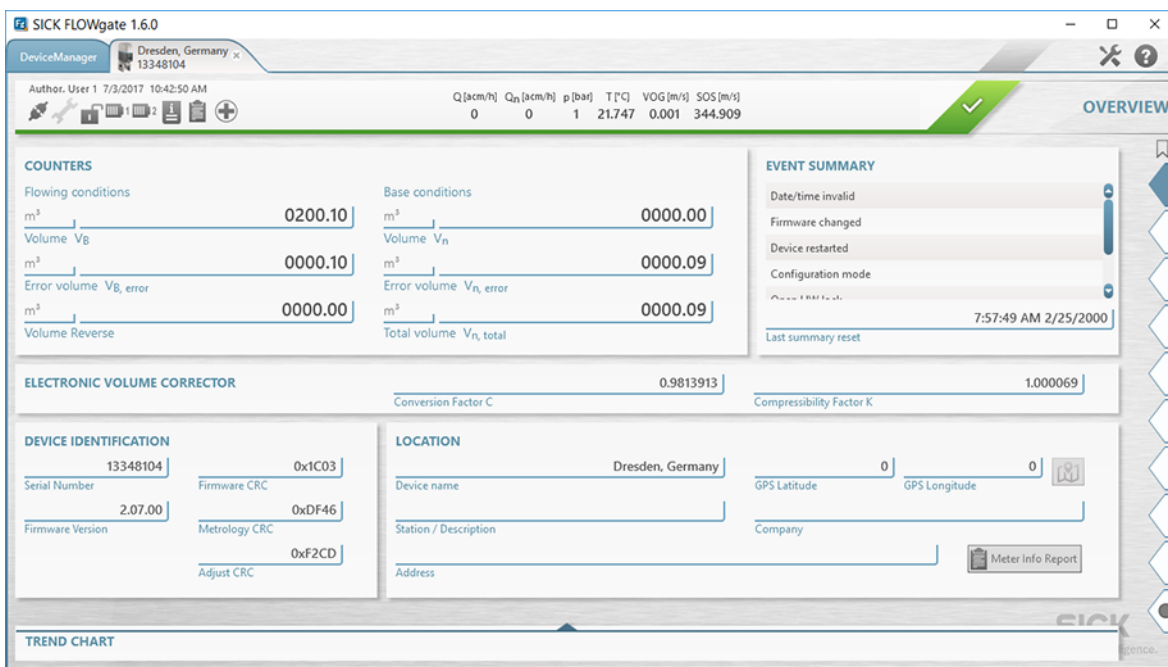 SICK FLOWgate 1.6.0
DeviceManager
Dresden, Germany
13348104
Author. User 1 7/3/2017 10:42:50 AM
1 2
Q [acm/h] Qn [acm/h] p [bar] T [°C] VOG [m/s] SOS [m/s]
0 0 1 21.747 0.001 344.909
OVERVIEW
COUNTERS
Flowing conditions
m³ 0200.10
Volume VB
m³ 0000.10
Error volume VB, error
m³ 0000.00
Volume Reverse
Base conditions
m³ 0000.00
Volume Vn
m³ 0000.09
Error volume Vn, error
m³ 0000.09
Total volume Vn, total
EVENT SUMMARY
Date/time invalid
Firmware changed
Device restarted
Configuration mode
7:57:49 AM 2/25/2000
Last summary reset
ELECTRONIC VOLUME CORRECTOR
0.9813913
Conversion Factor C
1.000069
Compressibility Factor K
DEVICE IDENTIFICATION
13348104
Serial Number
0x1C03
Firmware CRC
2.07.00
Firmware Version
0xDF46
Metrology CRC
0xF2CD
Adjust CRC
LOCATION
Dresden, Germany
Device name
0
GPS Latitude
0
GPS Longitude
Station / Description
Company
Address
Meter Info Report
SICK
TREND CHART